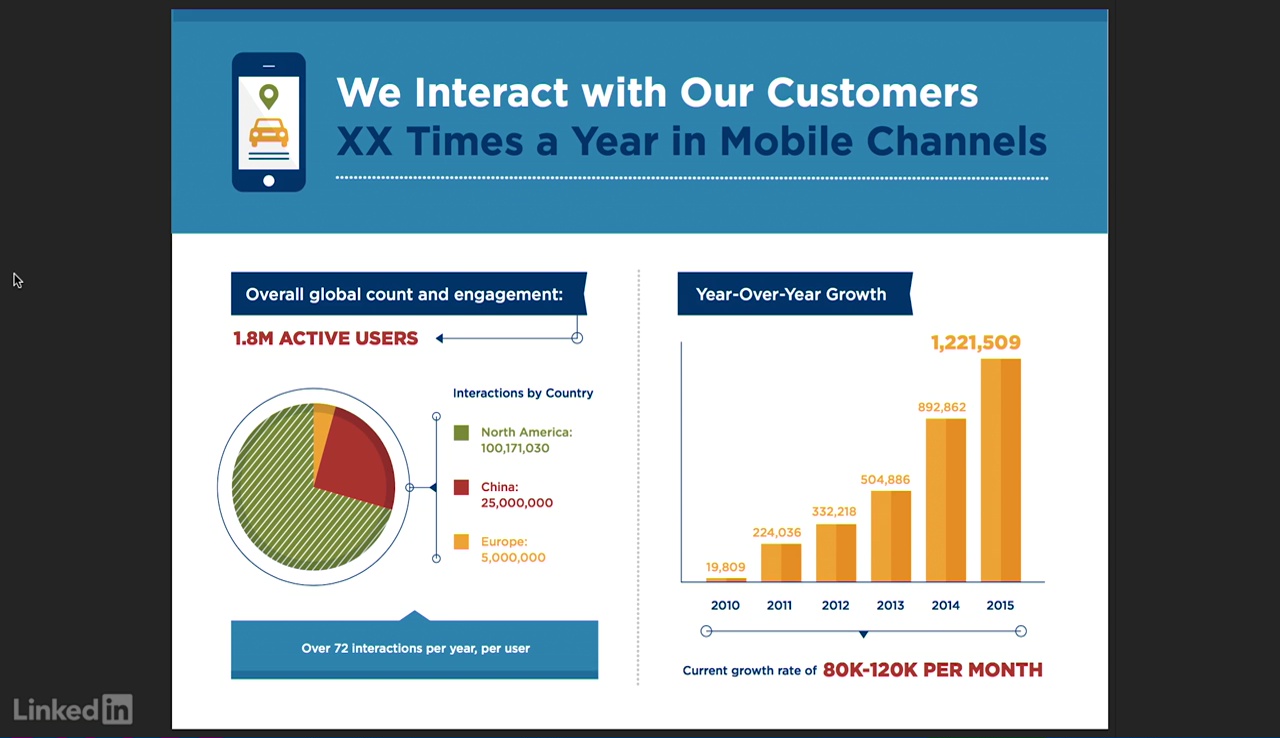 We Interact with Our Customers
XX Times a Year in Mobile Channels
Overall global count and engagement:
1.8M ACTIVE USERS
Interactions by Country
North America:
100,171,030
China:
25,000,000
Europe:
5,000,000
Over 72 interactions per year, per user
Year-Over-Year Growth
1,221,509
892,862
504,886
332,218
224,036
19,809
2010 2011 2012 2013 2014 2015
Current growth rate of 80K-120K PER MONTH
Linked in